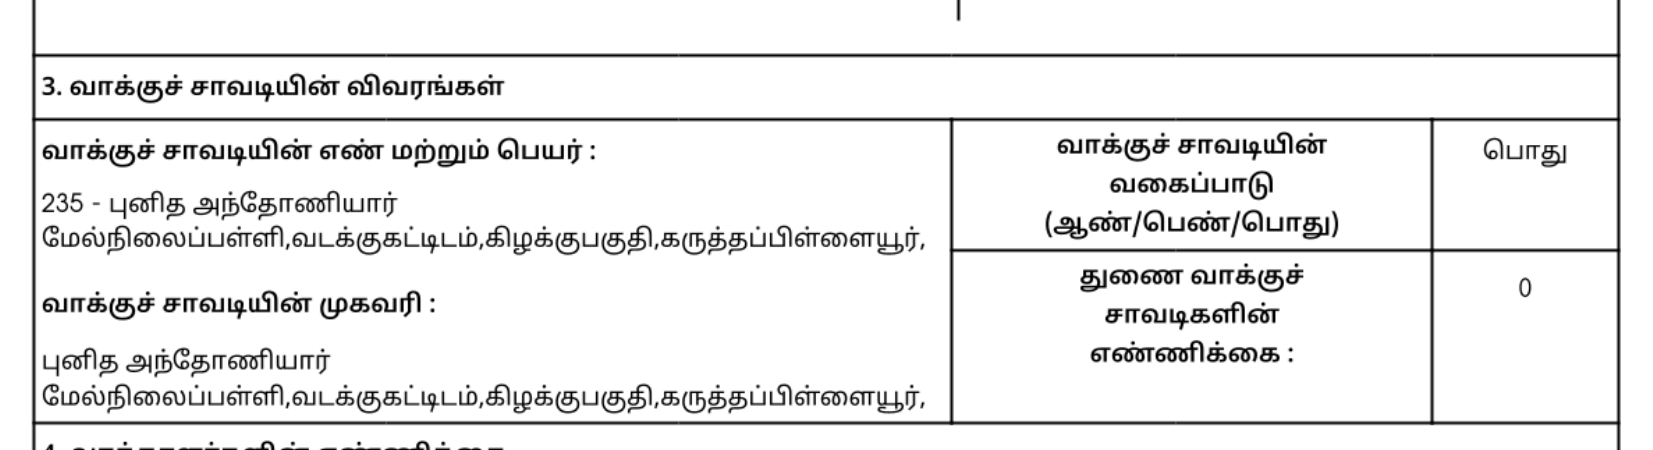 3. வாக்குச் சாவடியின் விவரங்கள்
வாக்குச் சாவடியின் எண் மற்றும் பெயர் :
235 - புனித அந்தோணியார்
மேல்நிலைப்பள்ளி,வடக்குகட்டிடம்,கிழக்குபகுதி,கருத்தப்பிள்ளையூர்,
வாக்குச் சாவடியின் முகவரி :
புனித அந்தோணியார்
மேல்நிலைப்பள்ளி,வடக்குகட்டிடம்,கிழக்குபகுதி,கருத்தப்பிள்ளையூர்,
வாக்குச் சாவடியின்
வகைப்பாடு
(ஆண்/பெண்/பொது)
பொது
துணை வாக்குச்
சாவடிகளின்
எண்ணிக்கை :
0